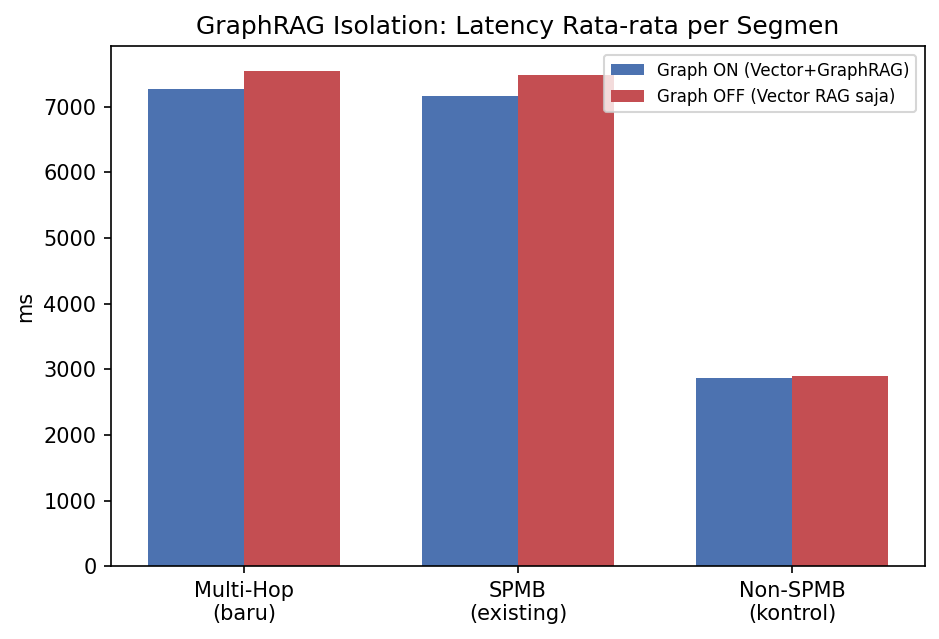 GraphRAG Isolation: Latency Rata-rata per Segmen
Graph ON (Vector+GraphRAG)
Graph OFF (Vector RAG saja)
ms
7000
6000
5000
4000
3000
2000
1000
0
Multi-Hop
(baru)
SPMB
(existing)
Non-SPMB
(kontrol)